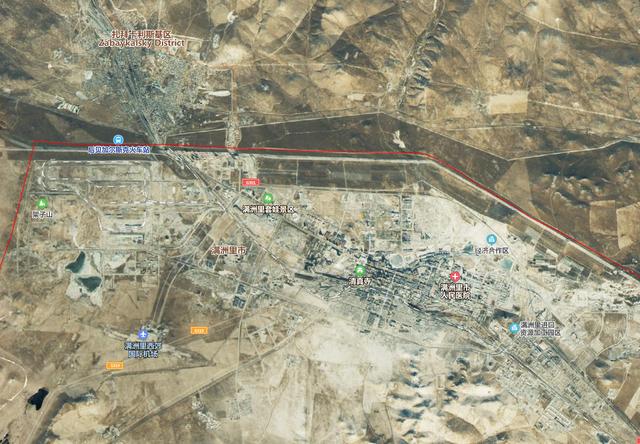 扎拜卡利斯基区
Zabaykalsky District
后贝加尔斯克火车站
G301
满洲里套娃景区
满洲里市
经济合作区
清真寺
满洲里市
人民医院
满洲里进口
资源加工园区
满洲里西郊
国际机场